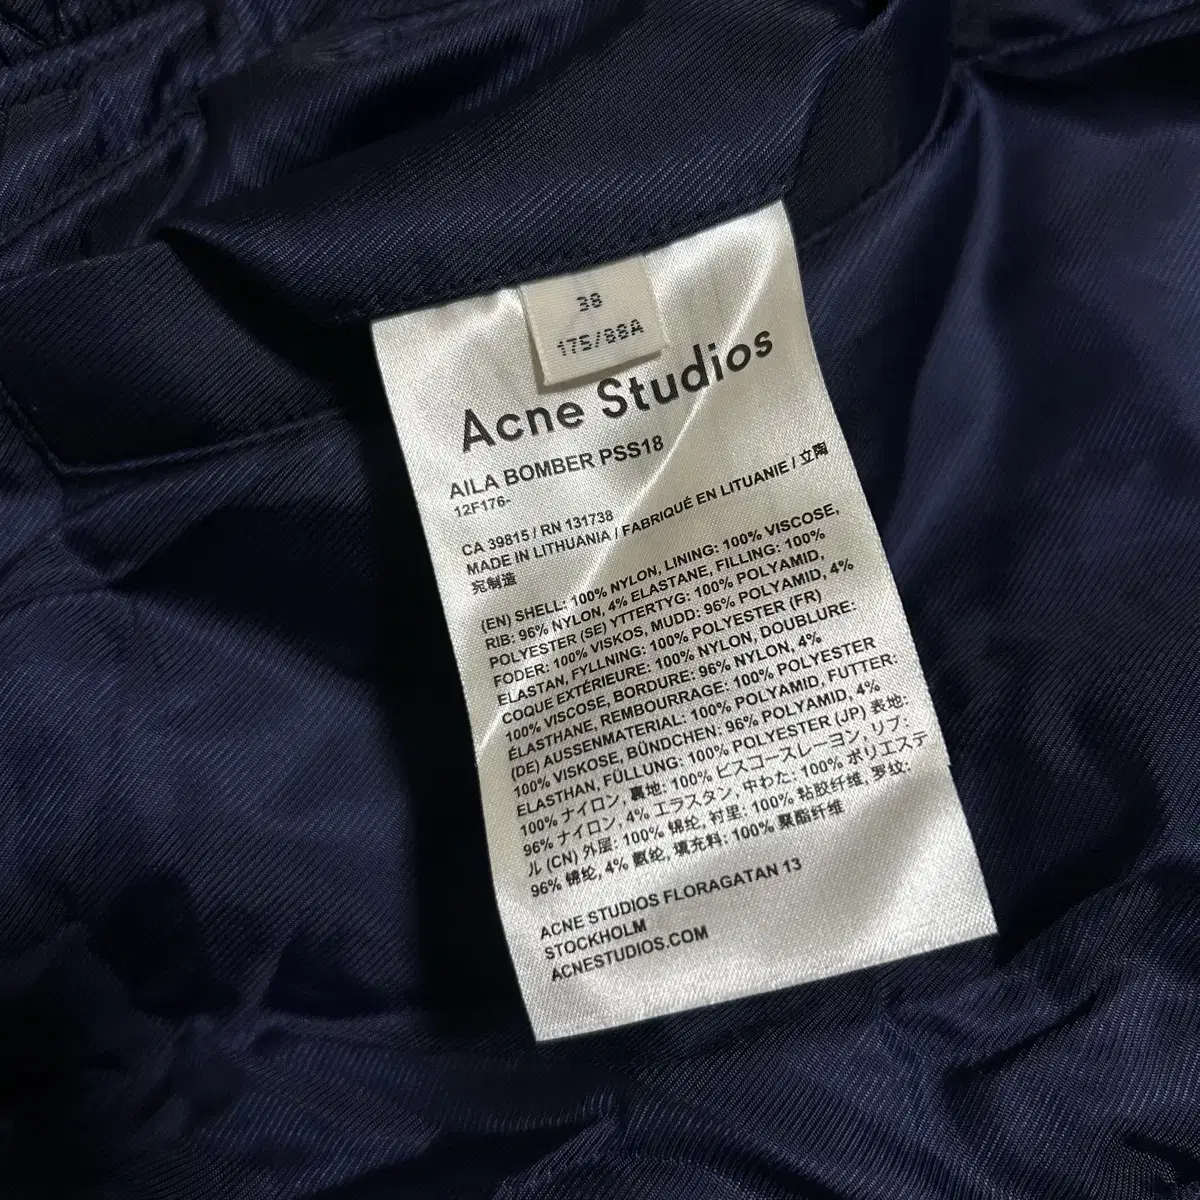 38
175/88A
Acne Studios
AILA BOMBER PSS18
12F176-
CA 39815 / RN 131738
MADE IN LITHUANIA / FABRIQUÉ EN LITUANIE / 立陶
宛制造
(EN) SHELL: 100% NYLON, LINING: 100% VISCOSE,
RIB: 96% NYLON, 4% ELASTANE, FILLING: 100%
POLYESTER (SE) YTTERTYG: 100% POLYAMID,
FODER: 100% VISKOS, MUDD: 96% POLYAMID, 4%
ELASTAN, FYLLNING: 100% POLYESTER (FR)
COQUE EXTÉRIEURE: 100% NYLON, DOUBLURE:
100% VISCOSE, BORDURE: 96% NYLON, 4%
ÉLASTHANE, REMBOURRAGE: 100% POLYESTER
(DE) AUSSENMATERIAL: 100% POLYAMID, FUTTER:
100% VISKOSE, BÜNDCHEN: 96% POLYAMID, 4%
ELASTHAN, FÜLLUNG: 100% POLYESTER (JP) 表地:
100% ナイロン, 裏地: 100% ビスコースレーヨン, リブ:
96% ナイロン, 4% エラスタン, 中わた: 100% ポリエステ
ル (CN) 外层: 100% 锦纶, 衬里: 100% 粘胶纤维, 罗纹:
96% 锦纶, 4% 氨纶, 填充料: 100% 聚酯纤维
ACNE STUDIOS FLORAGATAN 13
STOCKHOLM
ACNESTUDIOS.COM